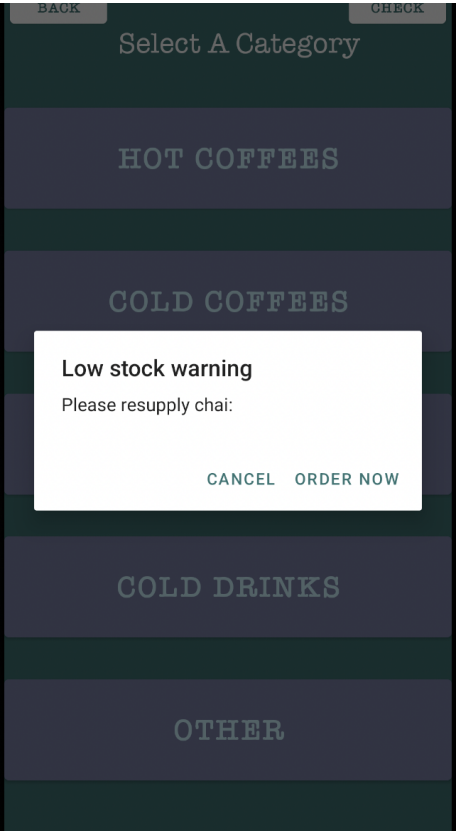 BACK
CHECK
Select A Category
HOT COFFEES
COLD COFFEES
Low stock warning
Please resupply chai:
CANCEL
ORDER NOW
COLD DRINKS
OTHER